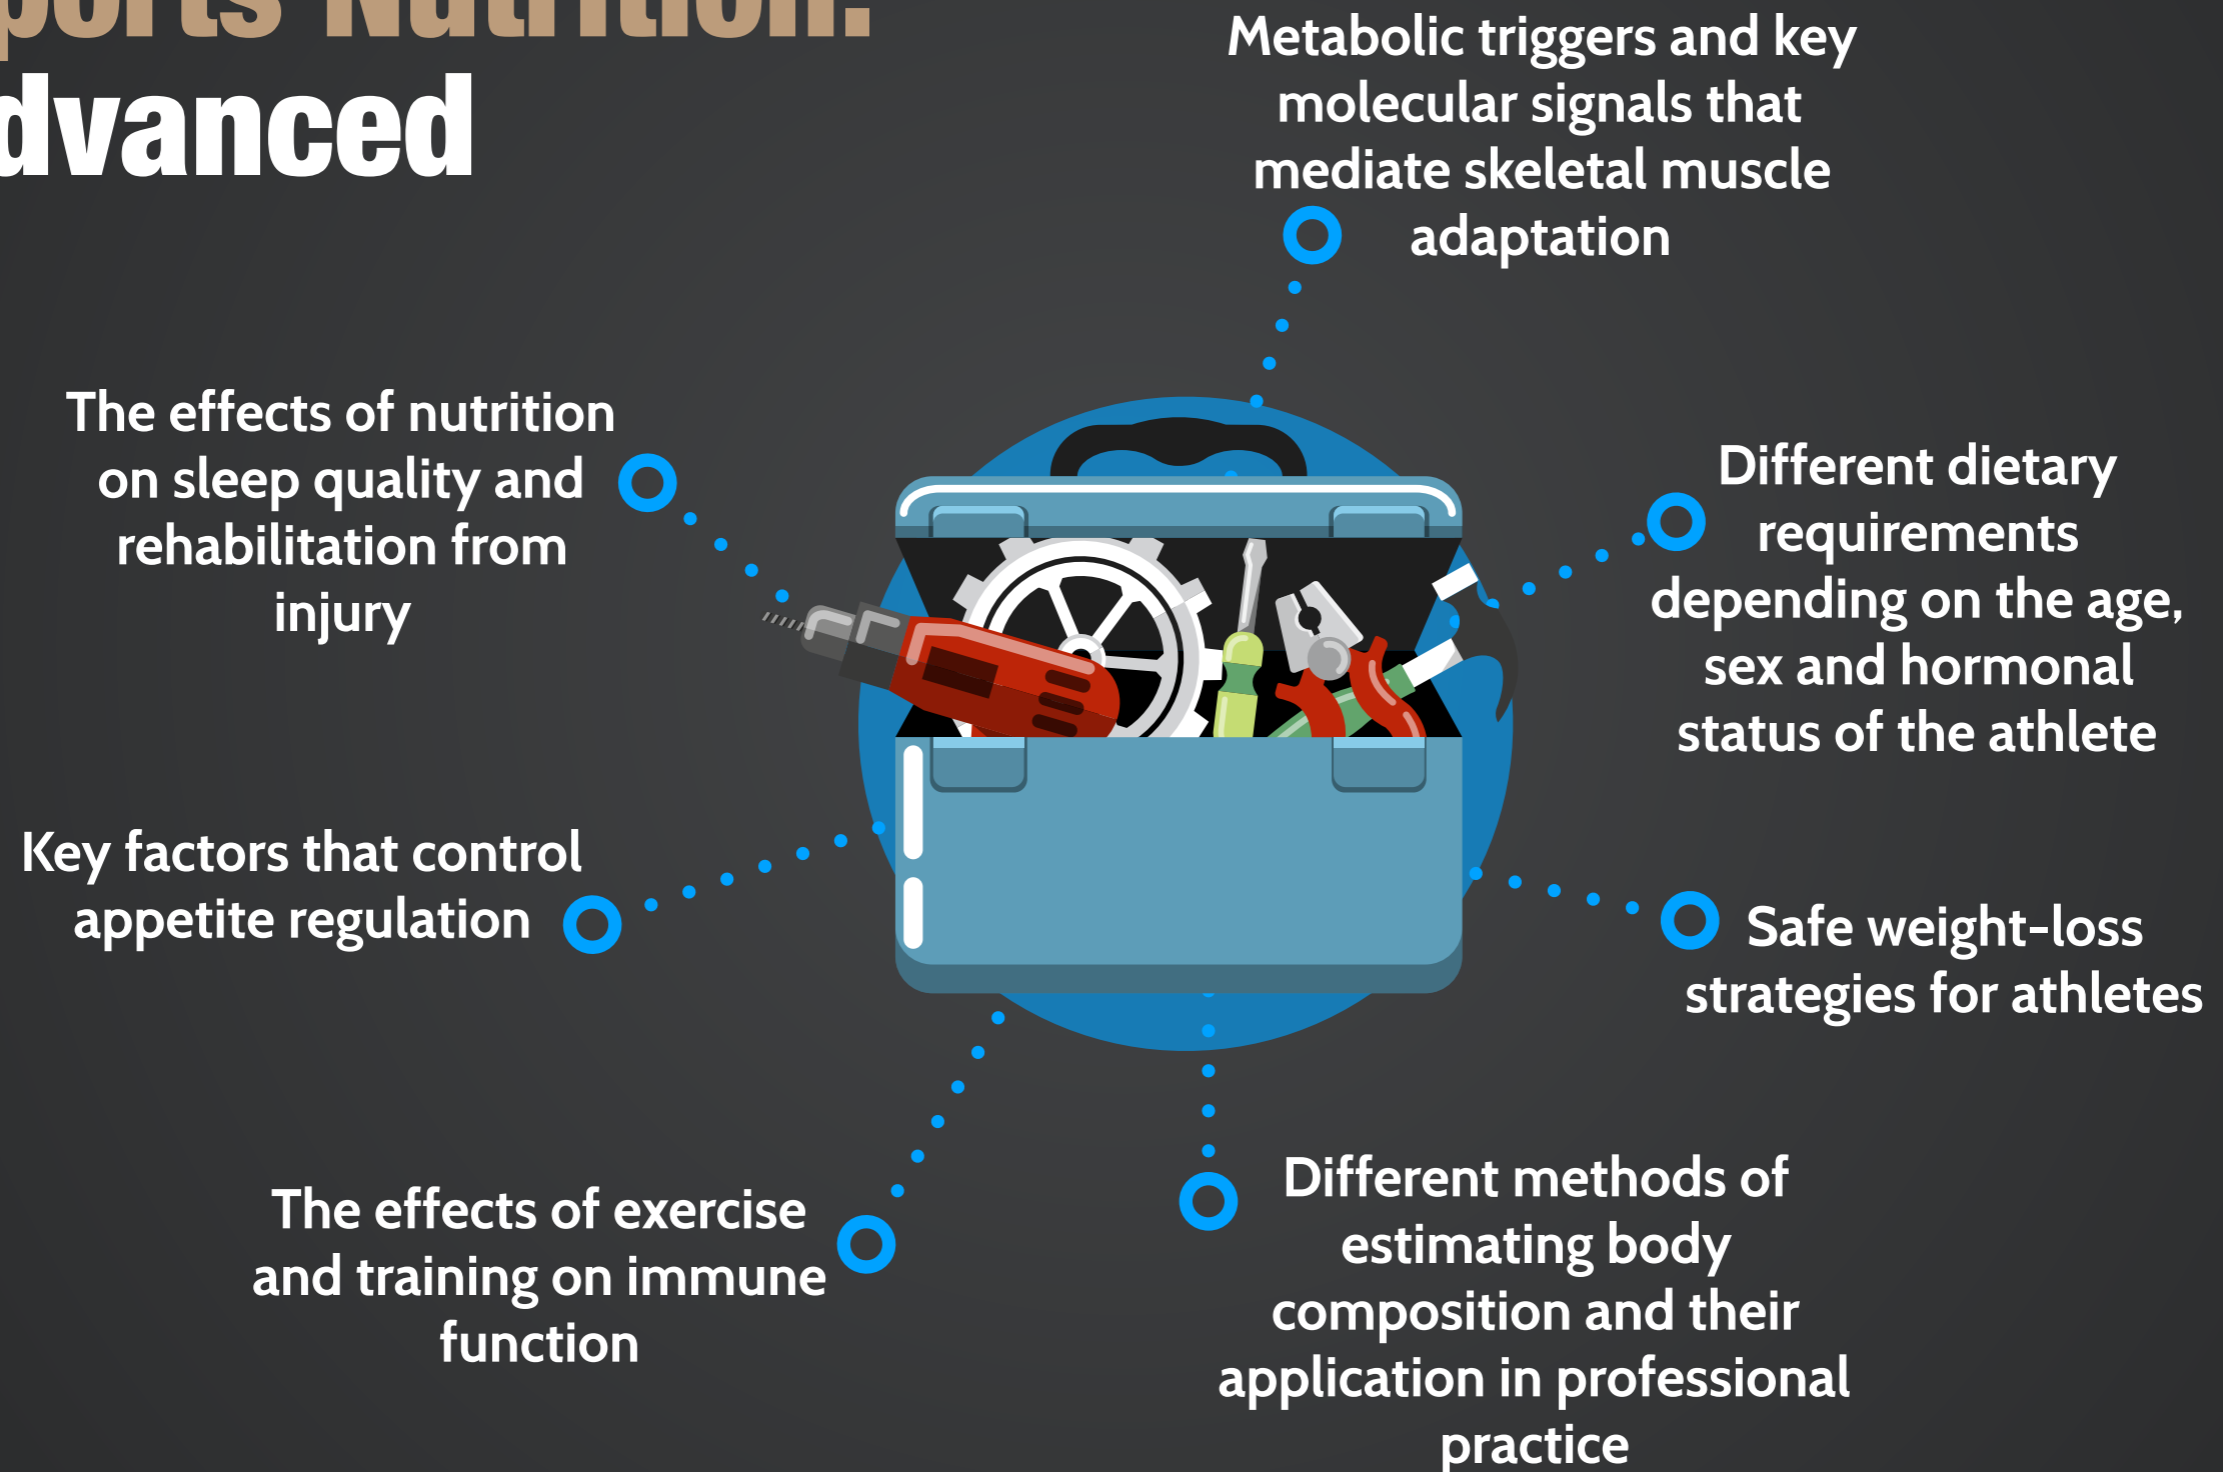 ports Nutrition:
dvanced
Metabolic triggers and key
molecular signals that
mediate skeletal muscle
adaptation
The effects of nutrition
on sleep quality and
rehabilitation from
injury
Different dietary
requirements
depending on the age,
sex and hormonal
status of the athlete
Key factors that control
appetite regulation
Safe weight-loss
strategies for athletes
The effects of exercise
and training on immune
function
Different methods of
estimating body
composition and their
application in professional
practice